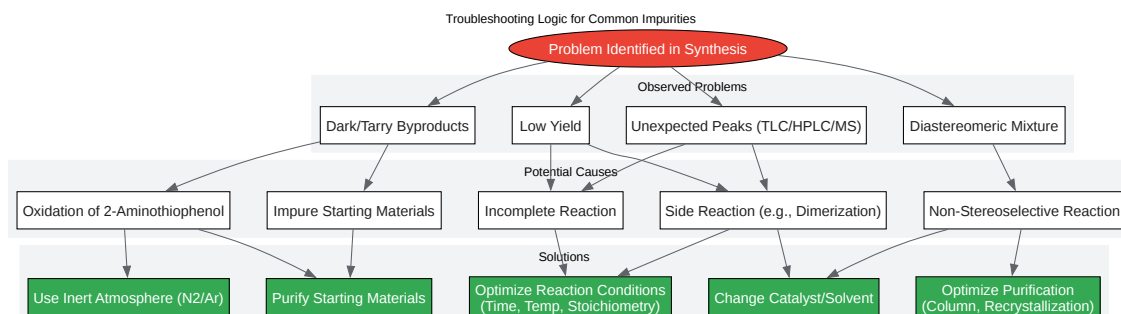 Troubleshooting Logic for Common Impurities
Problem Identified in Synthesis
Observed Problems
Dark/Tarry Byproducts
Low Yield
Unexpected Peaks (TLC/HPLC/MS)
Diastereomeric Mixture
Potential Causes
Oxidation of 2-Aminothiophenol
Impure Starting Materials
Incomplete Reaction
Side Reaction (e.g., Dimerization)
Non-Stereoselective Reaction
Solutions
Use Inert Atmosphere (N2/Ar)
Purify Starting Materials
Optimize Reaction Conditions
(Time, Temp, Stoichiometry)
Change Catalyst/Solvent
Optimize Purification
(Column, Recrystallization)